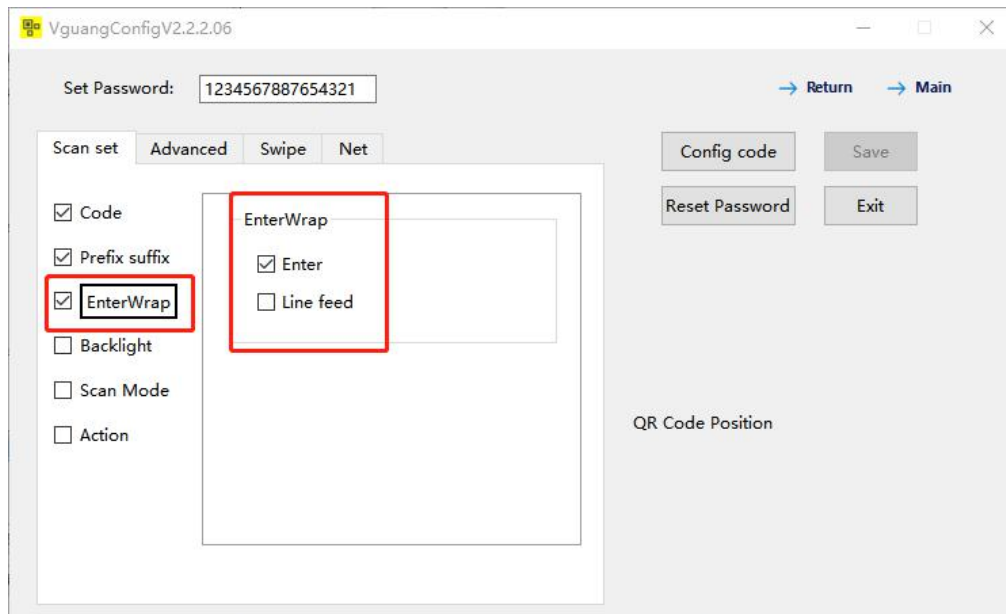 VguangConfigV2.2.2.06
Set Password: 1234567887654321
Return Main
Scan set Advanced Swipe Net
Config code Save
Reset Password Exit
Code
Prefix suffix
EnterWrap
Backlight
Scan Mode
Action
EnterWrap
Enter
Line feed
QR Code Position